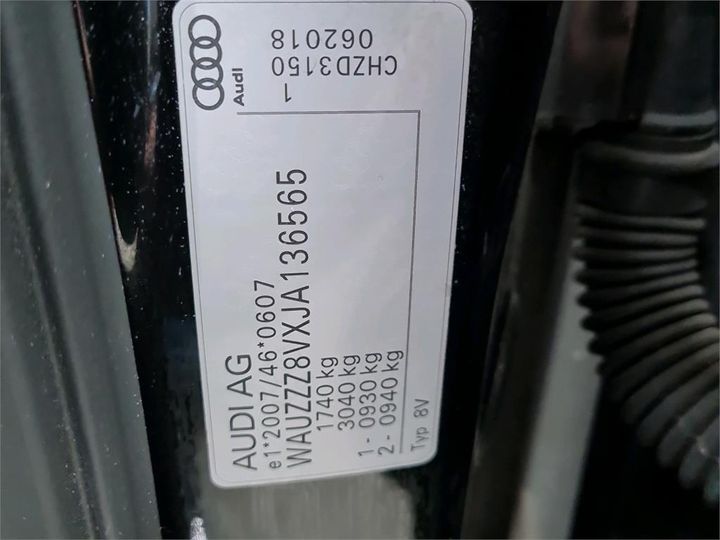 AUDI AG
e1*2007/46*0607
WAUZZZ8VXJA136565
1740 kg
3040 kg
1 - 0930 kg
2 - 0940 kg
Typ 8V
Audi
1
CHZD3150
062018